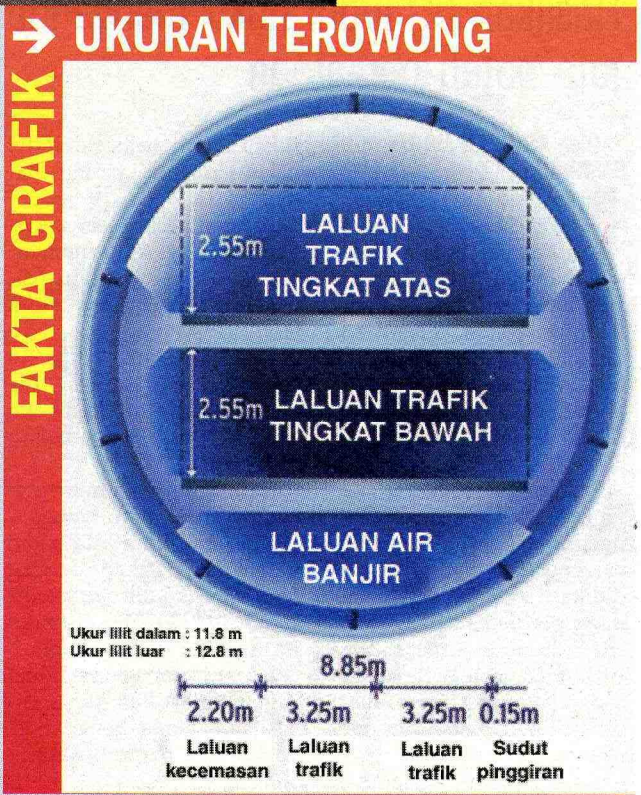 → UKURAN TEROWONG
FAKTA GRAFIK
2.55m
LALUAN
TRAFIK
TINGKAT ATAS
2.55m
LALUAN TRAFIK
TINGKAT BAWAH
LALUAN AIR
BANJIR
Ukur lilit dalam : 11.8 m
Ukur lilit luar : 12.8 m
8.85m
2.20m 3.25m 3.25m 0.15m
Laluan kecemasan
Laluan trafik
Laluan trafik
Sudut pinggiran